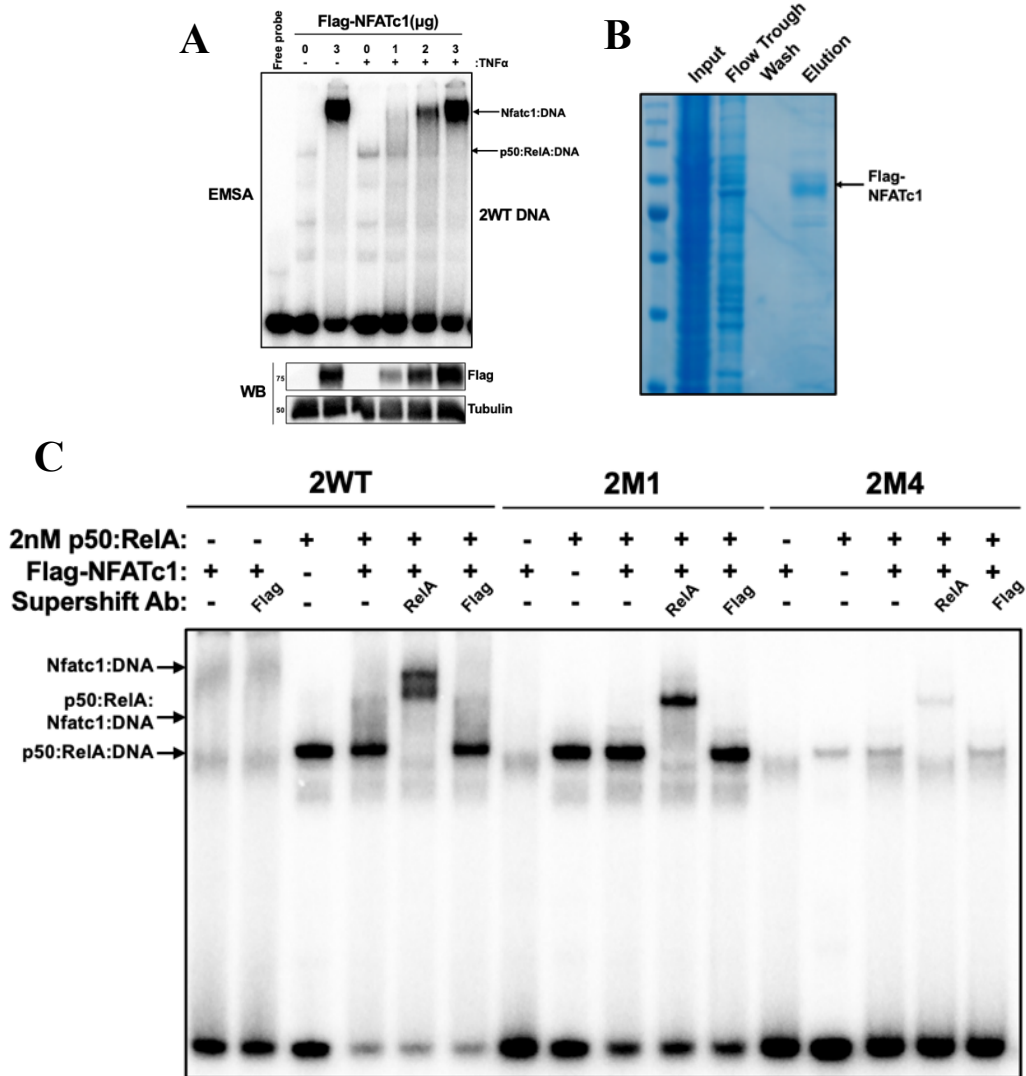 A
Flag-NFATc1(µg)
Free probe
0 3 0 1 2 3
- - + + + + :TNFα
Nfatc1:DNA
p50:RelA:DNA
EMSA
2WT DNA
WB
75
Flag
50
Tubulin
B
Input
Flow Trough
Wash
Elution
Flag-
NFATc1
C
2WT 2M1 2M4
2nM p50:RelA: - - + + + + - + + + + - + + + +
Flag-NFATc1: + + - + + + + - + + + + - + + +
Supershift Ab: - Flag - - RelA Flag - - - RelA Flag - - - RelA Flag
Nfatc1:DNA
p50:RelA:
Nfatc1:DNA
p50:RelA:DNA